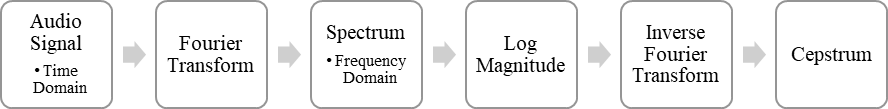 Audio
Signal
• Time
Domain
Fourier
Transform
Spectrum
• Frequency
Domain
Log
Magnitude
Inverse
Fourier
Transform
Cepstrum